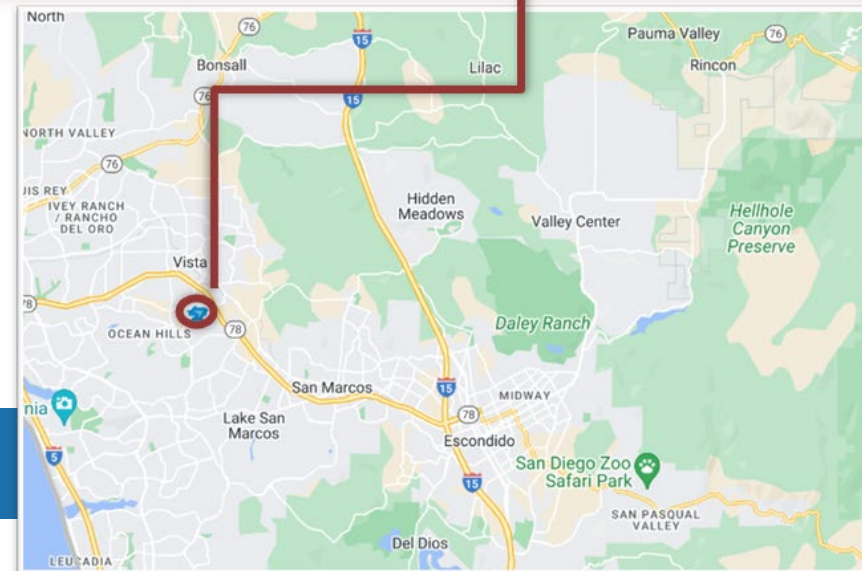 North
76
15
Pauma Valley
76
Bonsall
Lilac
Rincon
76
15
NORTH VALLEY
76
UIS REY
IVEY RANCH
/ RANCHO
DEL ORO
Hidden
Meadows
Valley Center
Hellhole
Canyon
Preserve
Vista
78
OCEAN HILLS
78
Daley Ranch
San Marcos
15
MIDWAY
nia
Lake San
Marcos
78
Escondido
5
San Diego Zoo
Safari Park
15
SAN PASQUAL
VALLEY
Del Dios
LEUCADIA